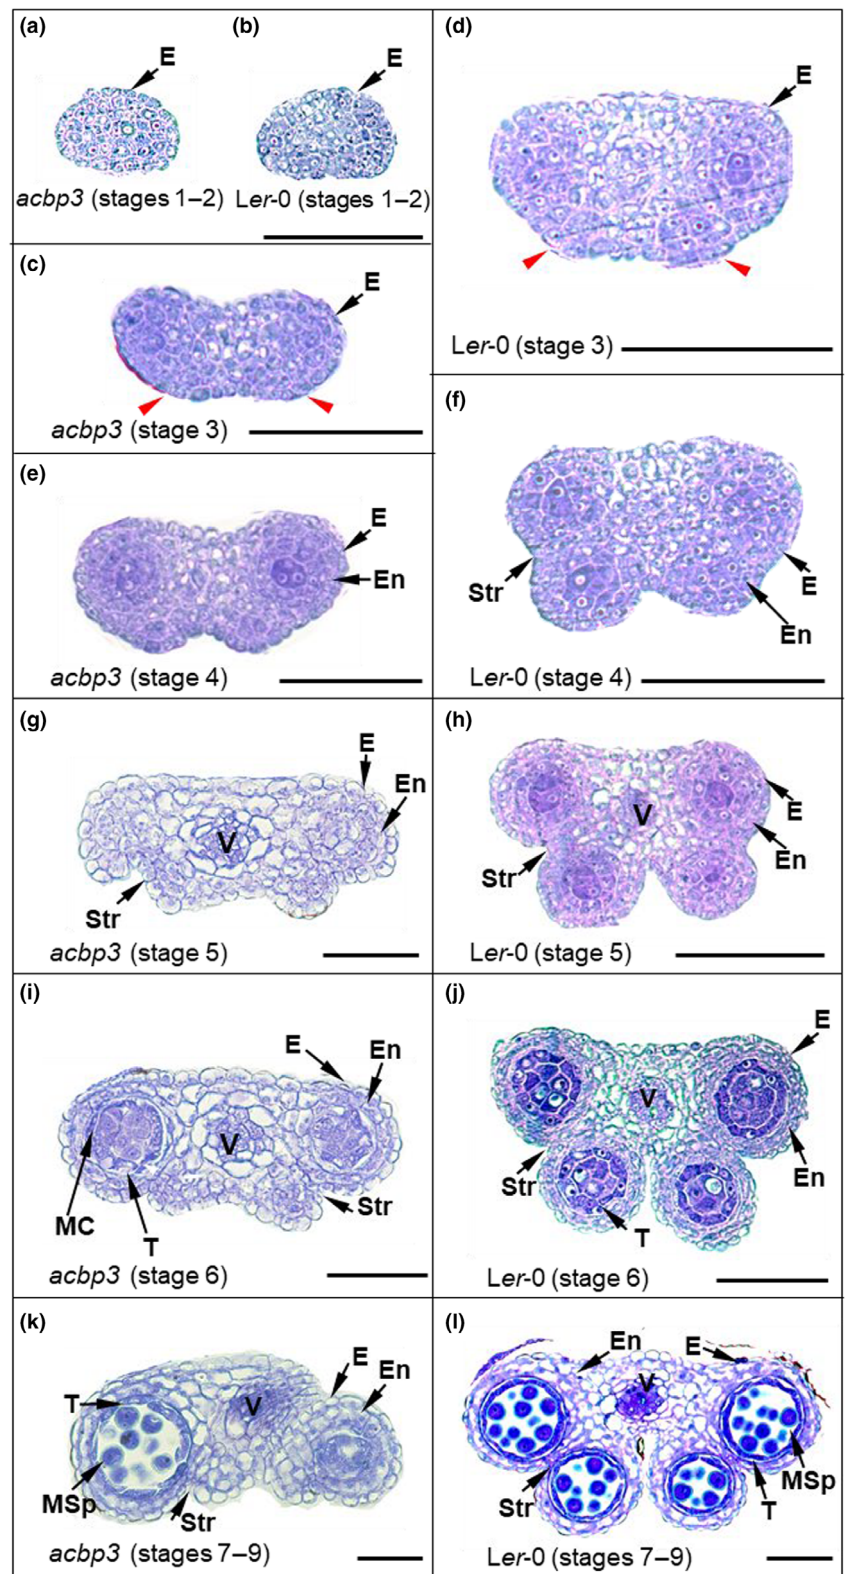 (a)
E
acbp3 (stages 1–2)
(b)
E
Ler-0 (stages 1–2)
(c)
E
acbp3 (stage 3)
(d)
E
Ler-0 (stage 3)
(e)
E
En
acbp3 (stage 4)
(f)
Str
E
En
Ler-0 (stage 4)
(g)
E
En
V
Str
acbp3 (stage 5)
(h)
V
E
En
Str
Ler-0 (stage 5)
(i)
E
En
V
Str
MC
T
acbp3 (stage 6)
(j)
E
V
En
Str
T
Ler-0 (stage 6)
(k)
E
En
T
V
MSp
Str
acbp3 (stages 7–9)
(l)
En
E
V
MSp
Str
T
Ler-0 (stages 7–9)